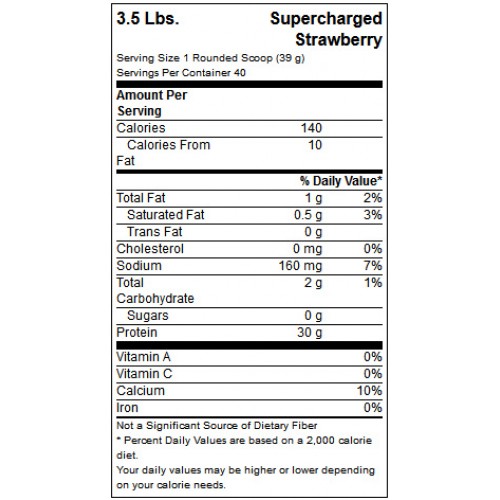 3.5 Lbs. Supercharged
Strawberry
Serving Size 1 Rounded Scoop (39 g)
Servings Per Container 40
Amount Per
Serving
Calories 140
Calories From 10
Fat
% Daily Value*
Total Fat 1 g 2%
Saturated Fat 0.5 g 3%
Trans Fat 0 g
Cholesterol 0 mg 0%
Sodium 160 mg 7%
Total 2 g 1%
Carbohydrate
Sugars 0 g
Protein 30 g
Vitamin A 0%
Vitamin C 0%
Calcium 10%
Iron 0%
Not a Significant Source of Dietary Fiber
* Percent Daily Values are based on a 2,000 calorie
diet.
Your daily values may be higher or lower depending
on your calorie needs.